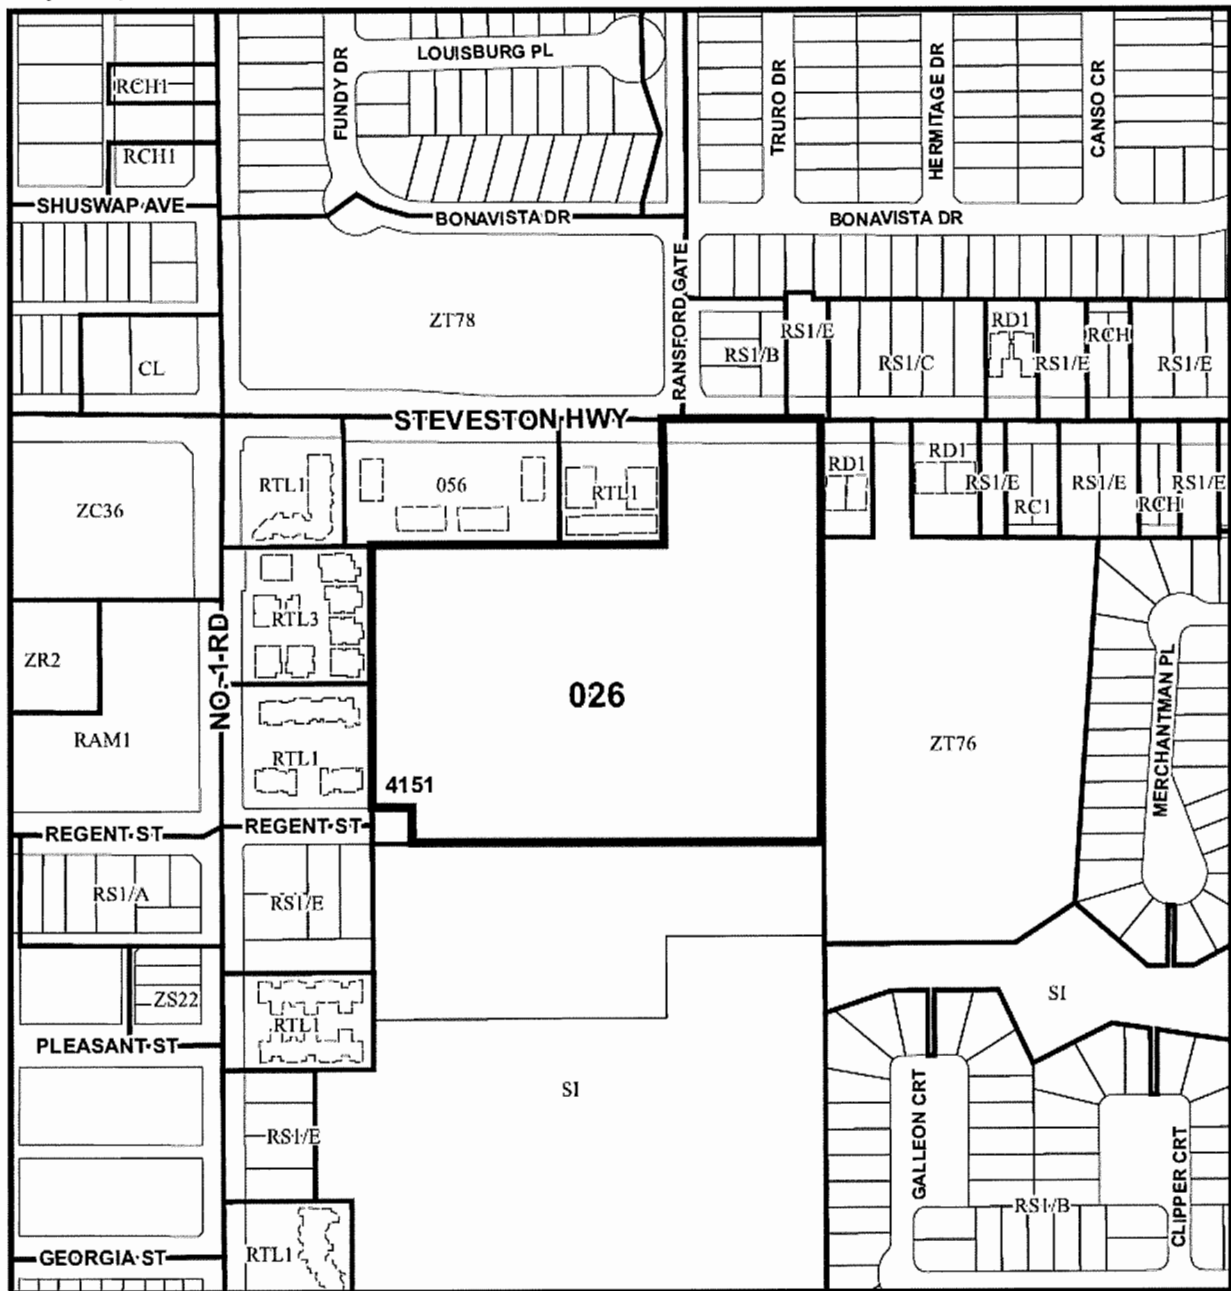 LOUISBURG PL
FUNDY DR
TRURO DR
HERMITAGE DR
CANSO CR
RCH1
RCH1
SHUSWAP AVE
BONAVISTA DR
BONAVISTA DR
RANSFORD GATE
ZT78
CL
RS1/B
RS1/E
RS1/C
RD1
RS1/E
RCH
RS1/E
STEVESTON HWY
ZC36
RTL1
056
RTL1
RD1
RD1
RS1/E
RC1
RS1/E
RCH
RS1/E
NO. 1 RD
RTL3
ZR2
RAM1
026
ZT76
MERCHANTMAN PL
RTL1
4151
REGENT ST
REGENT ST
RS1/A
RS1/E
ZS22
RTL1
PLEASANT ST
SI
SI
RS1/E
GALLEON CRT
CLIPPER CRT
RS1/B
GEORGIA ST
RTL1